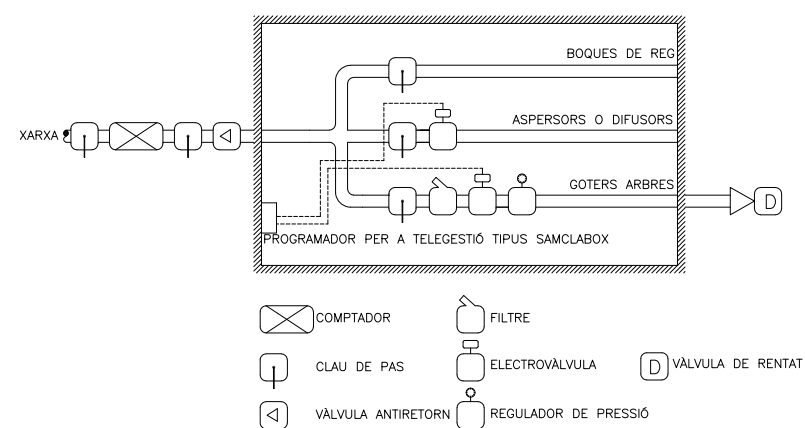 BOQUES DE REG
ASPERSORS O DIFUSORS
XARXA
GOTERS ARBRES
D
PROGRAMADOR PER A TELEGESTIÓ TIPUS SAMCLABOX
COMPTADOR
FILTRE
CLAU DE PAS
ELECTROVÀLVULA
D
VÀLVULA DE RENTAT
VÀLVULA ANTIRETORN
REGULADOR DE PRESSIÓ